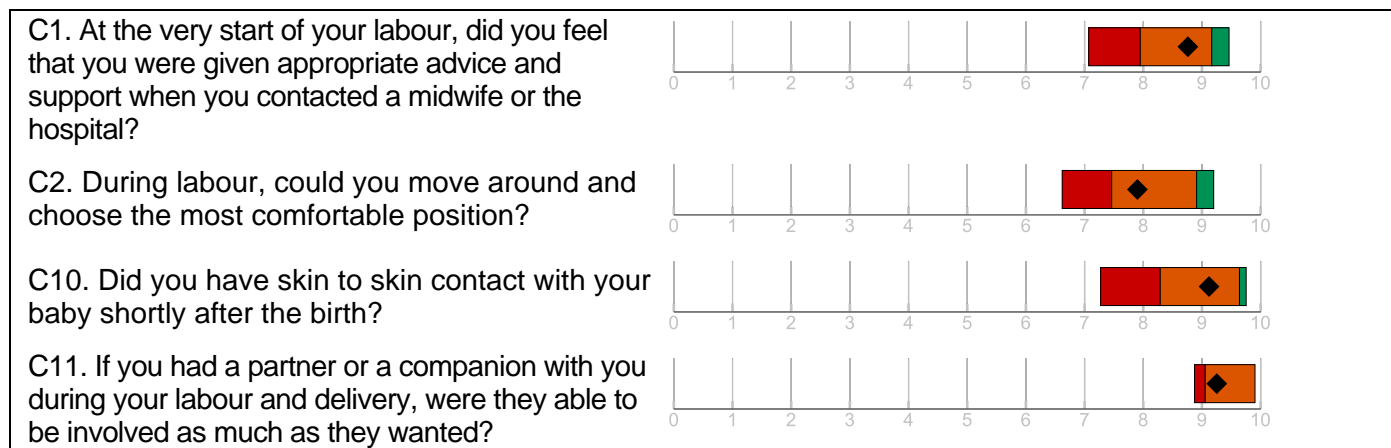 C1. At the very start of your labour, did you feel
that you were given appropriate advice and
support when you contacted a midwife or the
hospital?
0 1 2 3 4 5 6 7 8 9 10
C2. During labour, could you move around and
choose the most comfortable position?
0 1 2 3 4 5 6 7 8 9 10
C10. Did you have skin to skin contact with your
baby shortly after the birth?
0 1 2 3 4 5 6 7 8 9 10
C11. If you had a partner or a companion with you
during your labour and delivery, were they able to
be involved as much as they wanted?
0 1 2 3 4 5 6 7 8 9 10